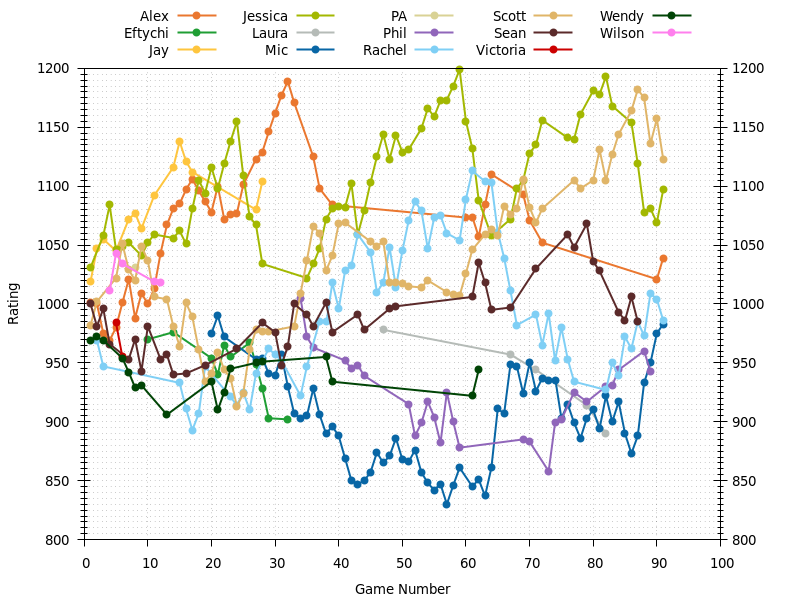 Alex Jessica PA Scott Wendy
Eftychi Laura Phil Sean Wilson
Jay Mic Rachel Victoria
1200 1200
1150 1150
1100 1100
1050 1050
1000 1000
950 950
900 900
850 850
800 800
Rating
0 10 20 30 40 50 60 70 80 90 100
Game Number